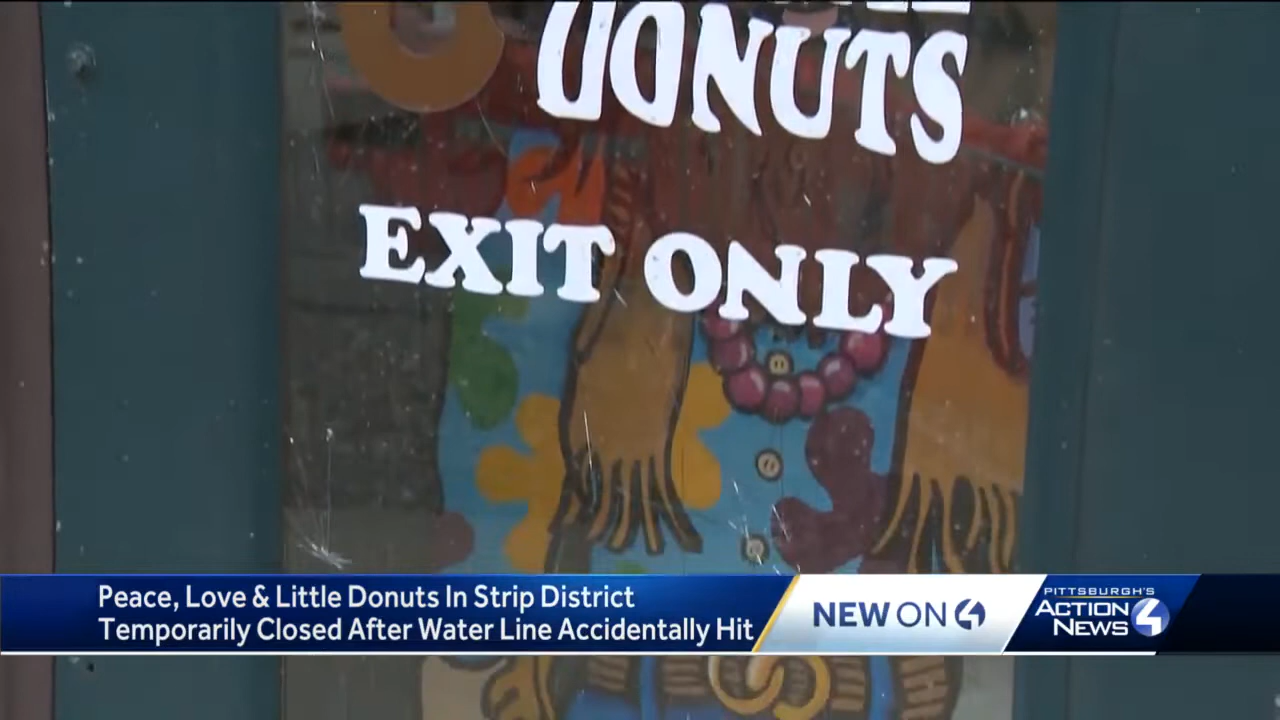 DONUTS
EXIT ONLY
Peace, Love & Little Donuts In Strip District
Temporarily Closed After Water Line Accidentally Hit
NEW ON 4
PITTSBURGH'S
ACTION
NEWS 4